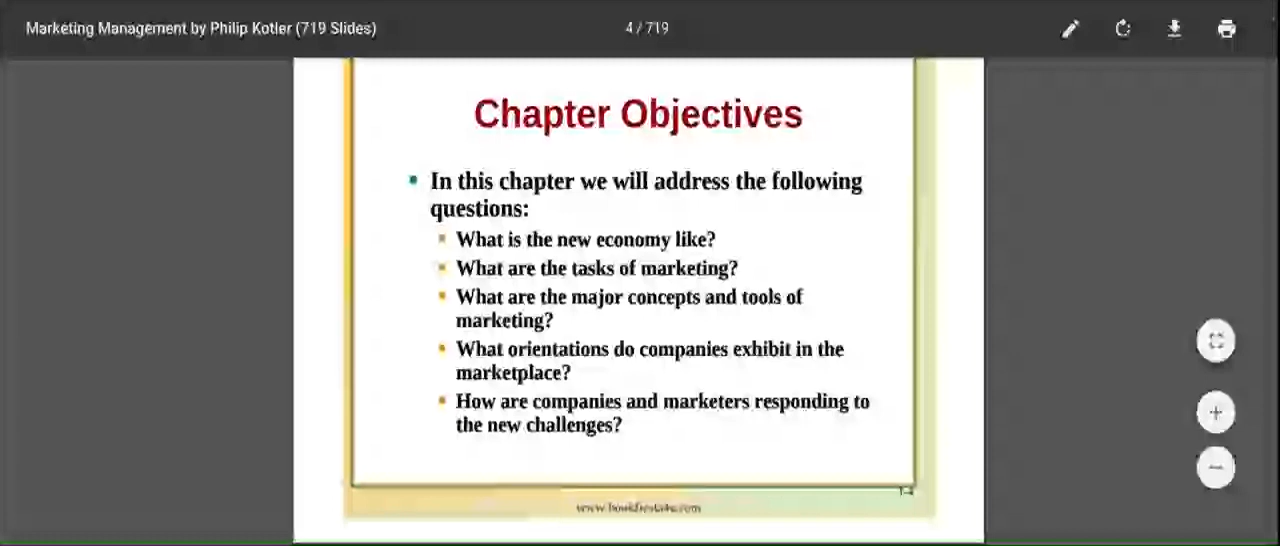 Marketing Management by Philip Kotler (719 Slides)
4 / 719
Chapter Objectives
In this chapter we will address the following
questions:
What is the new economy like?
What are the tasks of marketing?
What are the major concepts and tools of
marketing?
What orientations do companies exhibit in the
marketplace?
How are companies and marketers responding to
the new challenges?
1-4